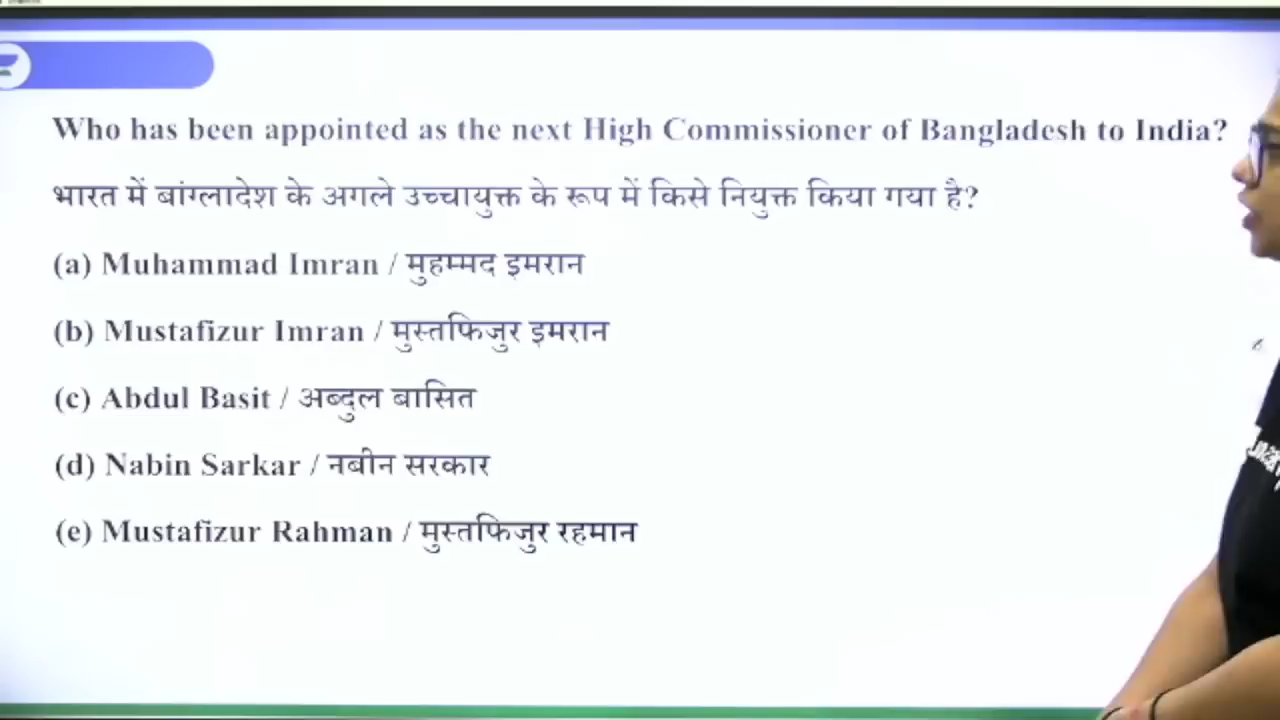 Who has been appointed as the next High Commissioner of Bangladesh to India?
भारत में बांग्लादेश के अगले उच्चायुक्त के रूप में किसे नियुक्त किया गया है?
(a) Muhammad Imran / मुहम्मद इमरान
(b) Mustafizur Imran / मुस्तफिजुर इमरान
(c) Abdul Basit / अब्दुल बासित
(d) Nabin Sarkar / नबीन सरकार
(e) Mustafizur Rahman / मुस्तफिजुर रहमान